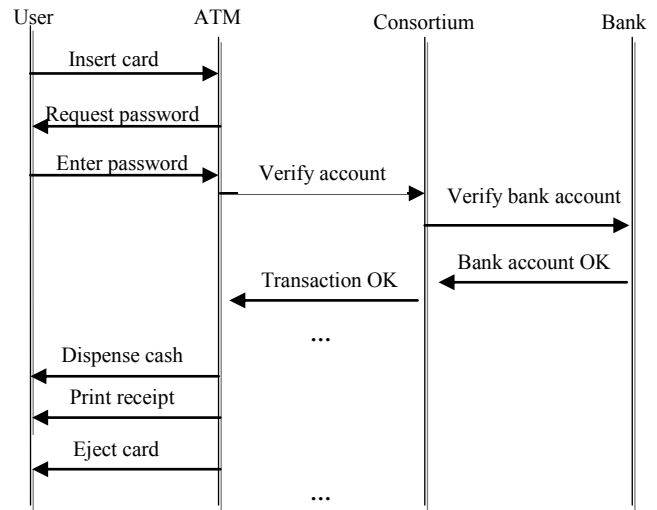 User ATM Consortium Bank
Insert card
Request password
Enter password
Verify account
Verify bank account
Bank account OK
Transaction OK
...
Dispense cash
Print receipt
Eject card
...